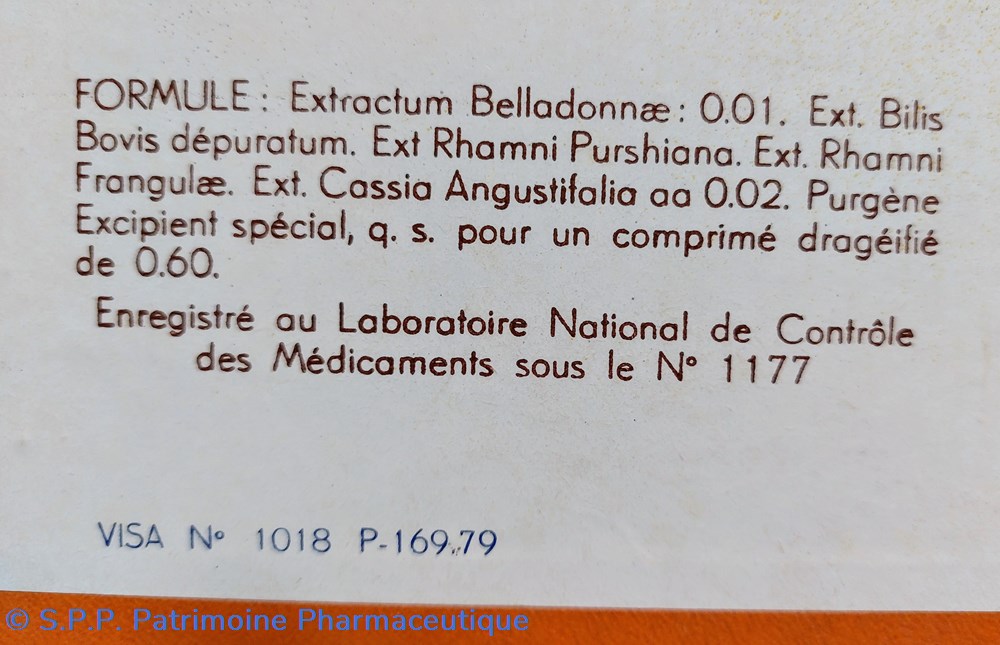 FORMULE : Extractum Belladonnæ : 0.01. Ext. Bilis
Bovis dépuratum. Ext Rhamni Purshiana. Ext. Rhamni
Frangulæ. Ext. Cassia Angustifalia aa 0.02. Purgène
Excipient spécial, q. s. pour un comprimé dragéifié
de 0.60.
Enregistré au Laboratoire National de Contrôle
des Médicaments sous le N° 1177
VISA N° 1018 P-169.79
© S.P.P. Patrimoine Pharmaceutique